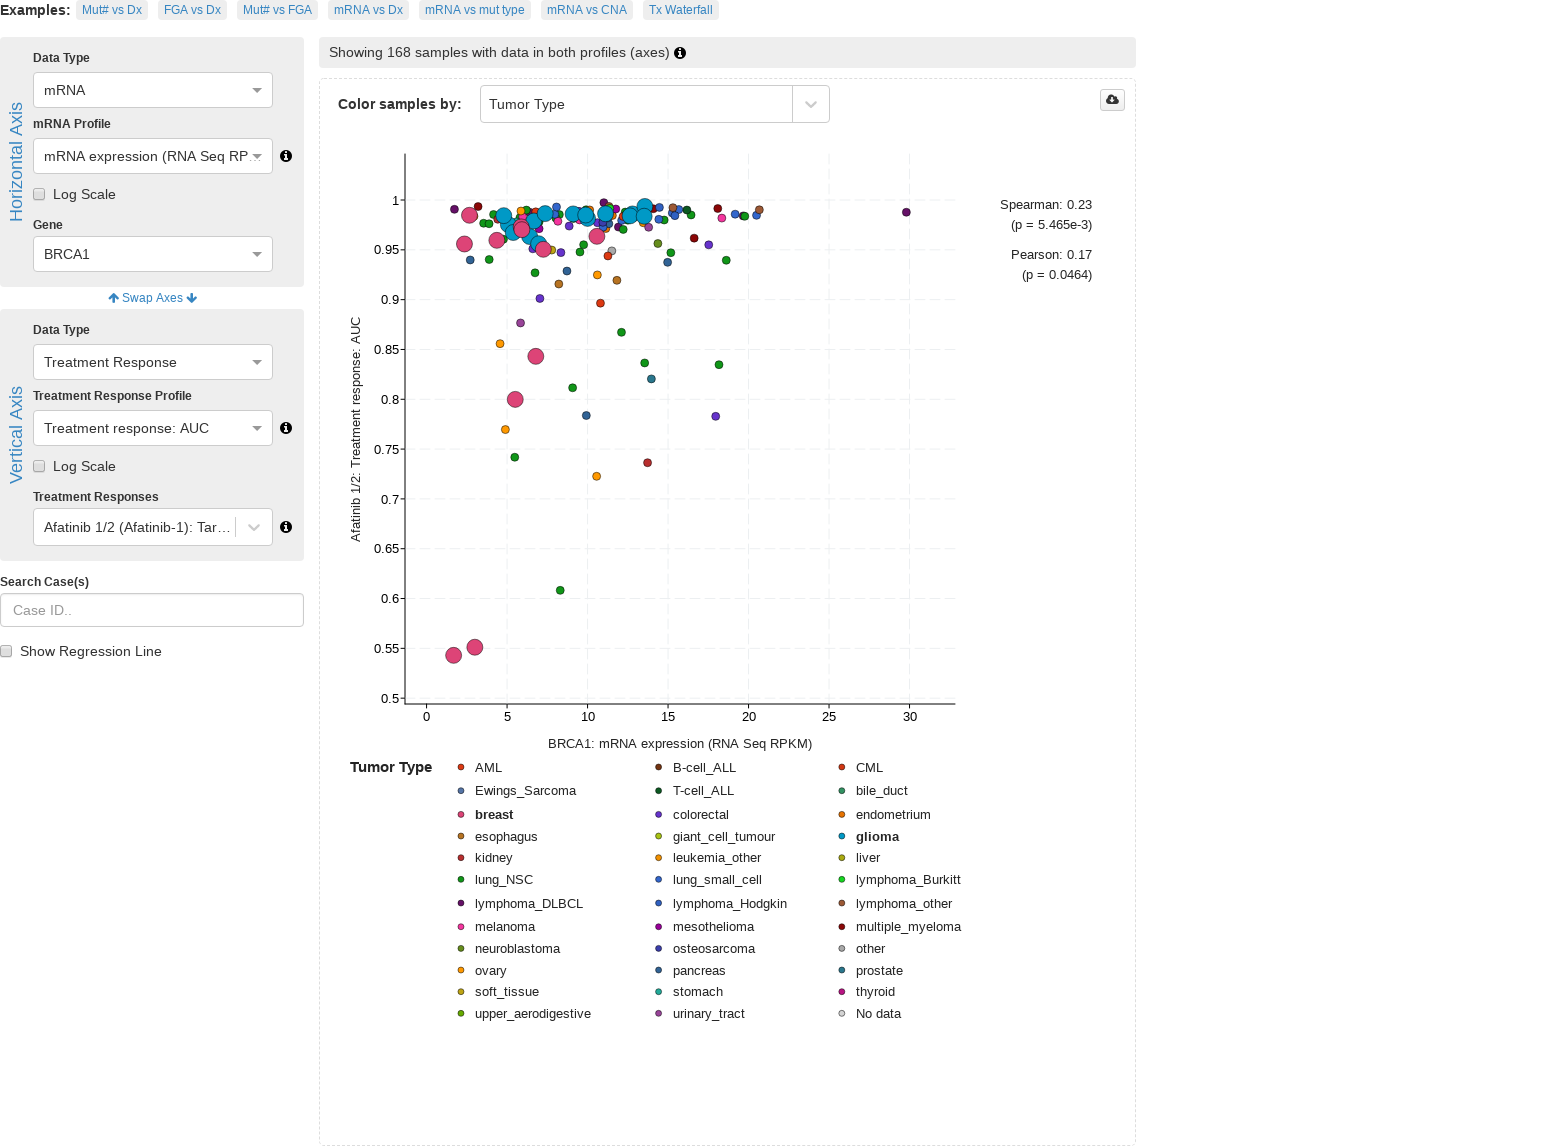 Examples: Mut# vs Dx FGA vs Dx Mut# vs FGA mRNA vs Dx mRNA vs mut type mRNA vs CNA Tx Waterfall
Horizontal Axis
Data Type
mRNA
mRNA Profile
mRNA expression (RNA Seq RP...
Log Scale
Gene
BRCA1
Swap Axes
Vertical Axis
Data Type
Treatment Response
Treatment Response Profile
Treatment response: AUC
Log Scale
Treatment Responses
Afatinib 1/2 (Afatinib-1): Tar...
Search Case(s)
Case ID..
Show Regression Line
Showing 168 samples with data in both profiles (axes)
Color samples by: Tumor Type
Spearman: 0.23
(p = 5.465e-3)
Pearson: 0.17
(p = 0.0464)
Afatinib 1/2: Treatment response: AUC
1
0.95
0.9
0.85
0.8
0.75
0.7
0.65
0.6
0.55
0.5
0 5 10 15 20 25 30
BRCA1: mRNA expression (RNA Seq RPKM)
Tumor Type AML B-cell_ALL CML
Ewings_Sarcoma T-cell_ALL bile_duct
breast colorectal endometrium
esophagus giant_cell_tumour glioma
kidney leukemia_other liver
lung_NSC lung_small_cell lymphoma_Burkitt
lymphoma_DLBCL lymphoma_Hodgkin lymphoma_other
melanoma mesothelioma multiple_myeloma
neuroblastoma osteosarcoma other
ovary pancreas prostate
soft_tissue stomach thyroid
upper_aerodigestive urinary_tract No data